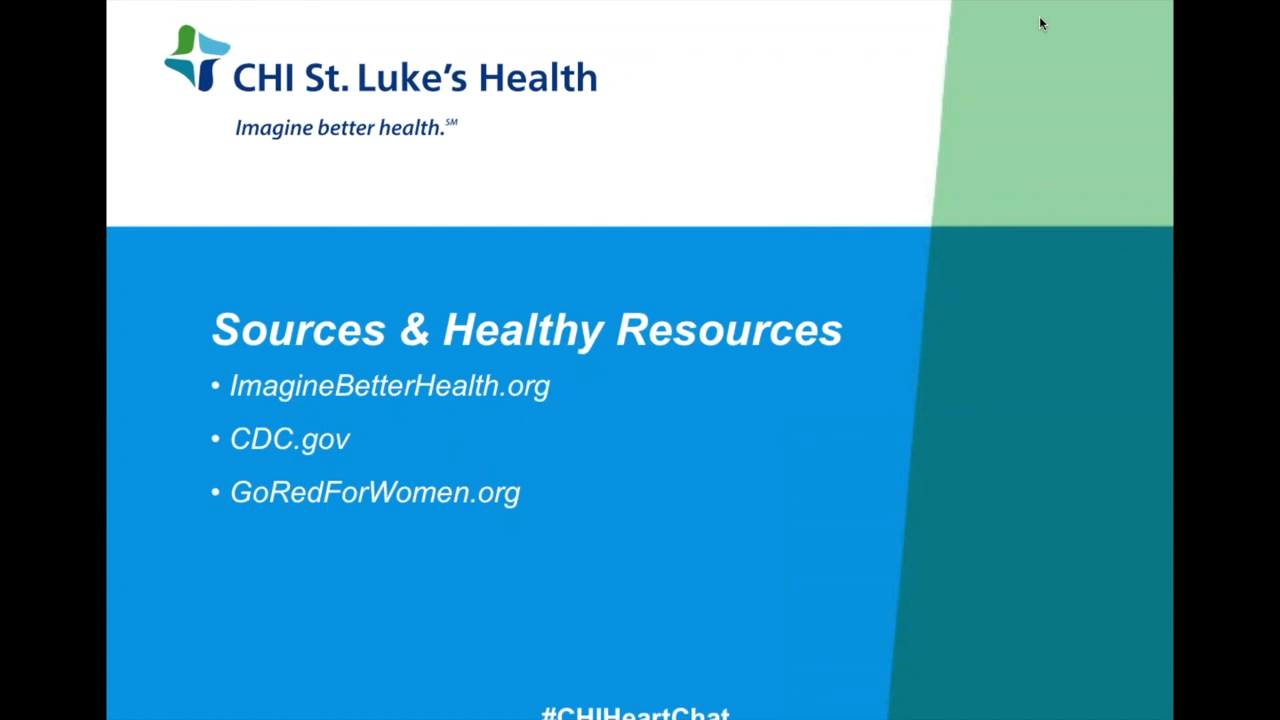 CHI St. Luke's Health
Imagine better health.℠
Sources & Healthy Resources
• ImagineBetterHealth.org
• CDC.gov
• GoRedForWomen.org
#CHIHeartChat